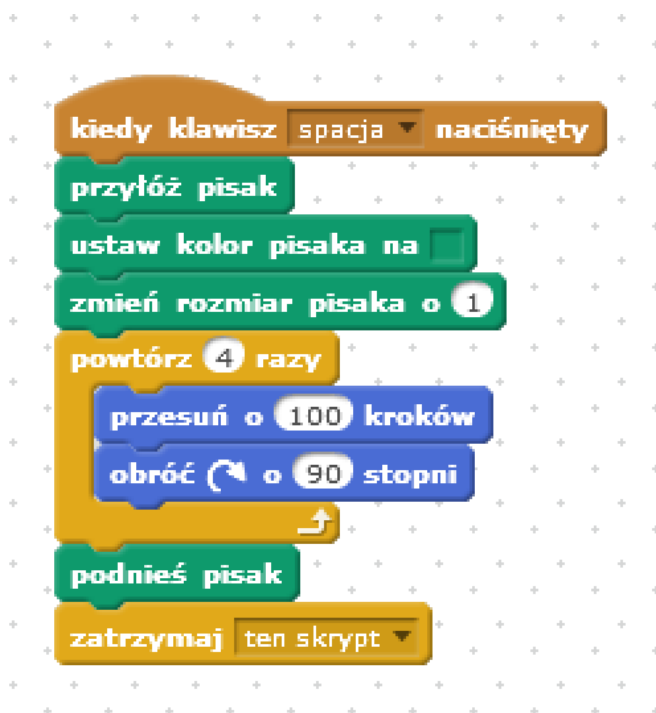 kiedy klawisz spacja naciśnięty
przyłóż pisak
ustaw kolor pisaka na
zmień rozmiar pisaka o 1
powtórz 4 razy
przesuń o 100 kroków
obróć o 90 stopni
podnieś pisak
zatrzymaj ten skrypt